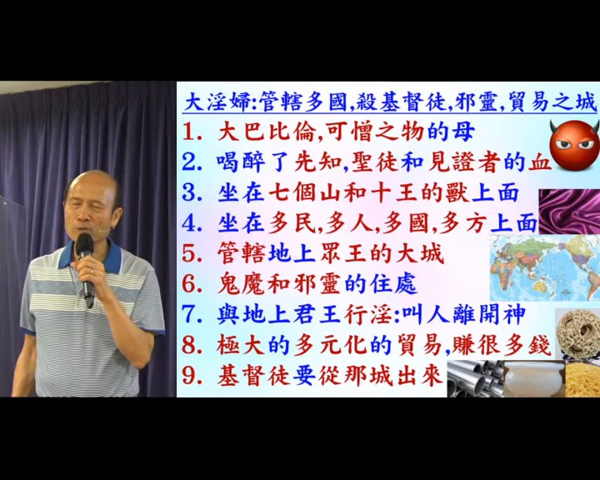 大淫婦:管轄多國,殺基督徒,邪靈,貿易之城
1. 大巴比倫,可憎之物的母
2. 喝醉了先知,聖徒和見證者的血
3. 坐在七個山和十王的獸上面
4. 坐在多民,多人,多國,多方上面
5. 管轄地上眾王的大城
6. 鬼魔和邪靈的住處
7. 與地上君王行淫:叫人離開神
8. 極大的多元化的貿易,賺很多錢
9. 基督徒要從那城出來